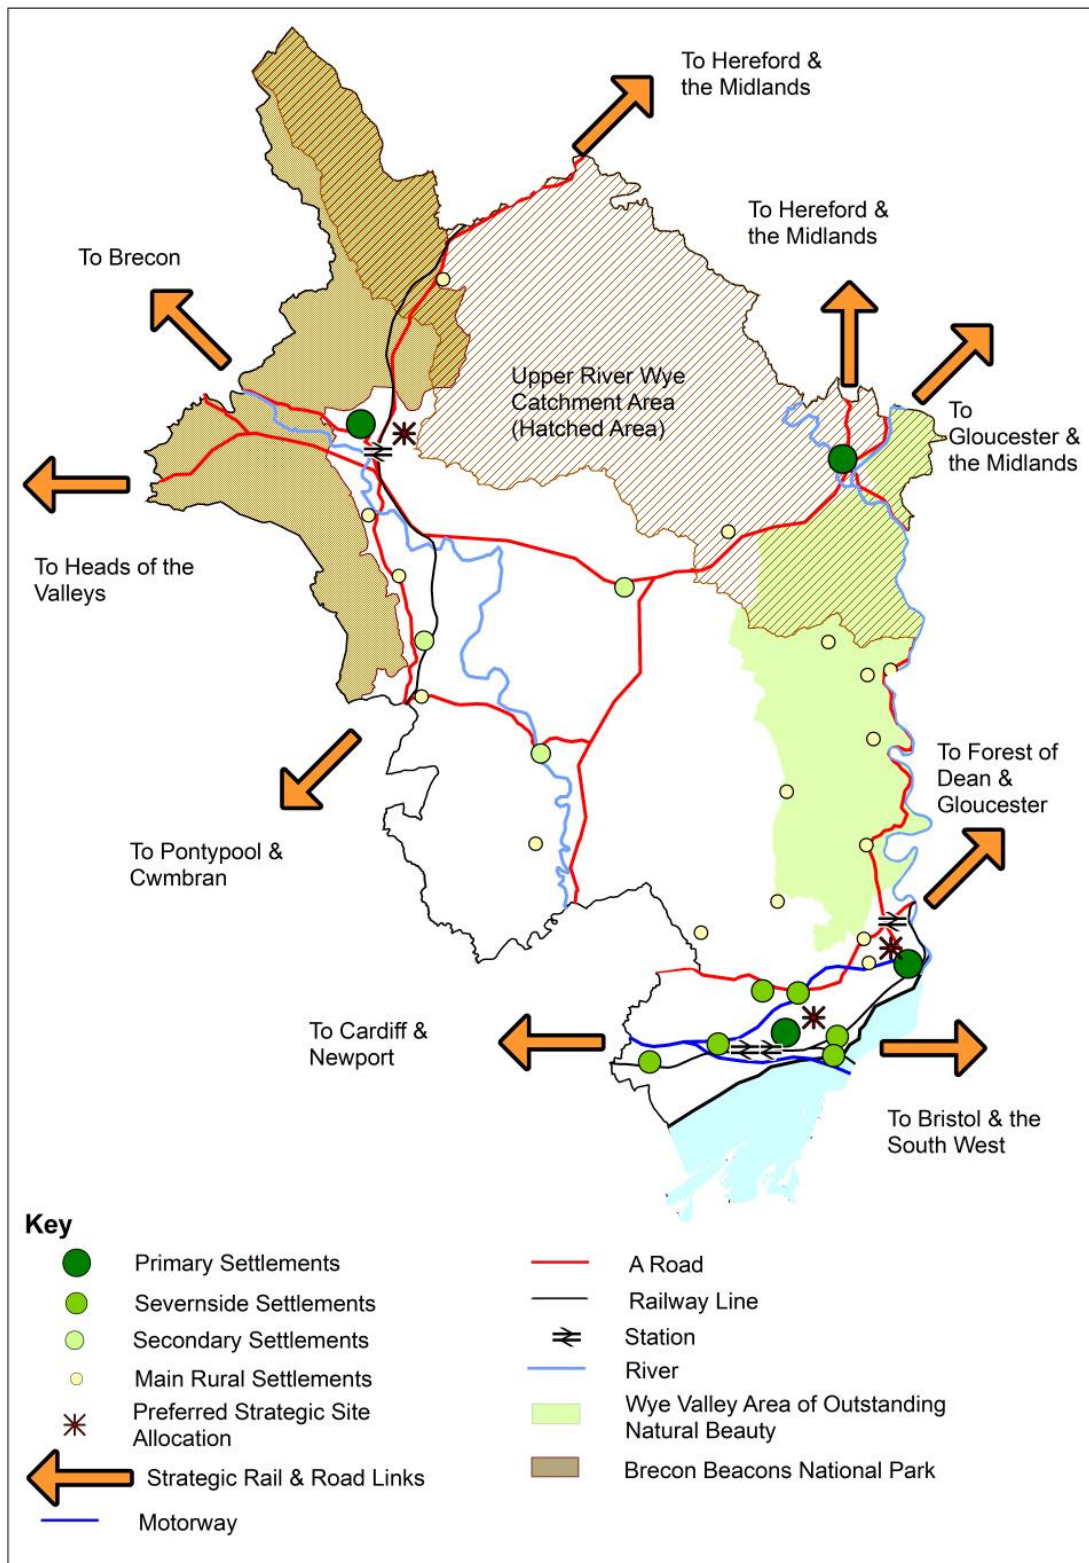 To Hereford &
the Midlands
To Hereford &
the Midlands
To Brecon
Upper River Wye
Catchment Area
(Hatched Area)
To
Gloucester &
the Midlands
To Heads of the
Valleys
To Forest of
Dean &
Gloucester
To Pontypool &
Cwmbran
To Cardiff &
Newport
To Bristol & the
South West
Key
Primary Settlements
Severnside Settlements
Secondary Settlements
Main Rural Settlements
Preferred Strategic Site
Allocation
Strategic Rail & Road Links
Motorway
A Road
Railway Line
Station
River
Wye Valley Area of Outstanding
Natural Beauty
Brecon Beacons National Park